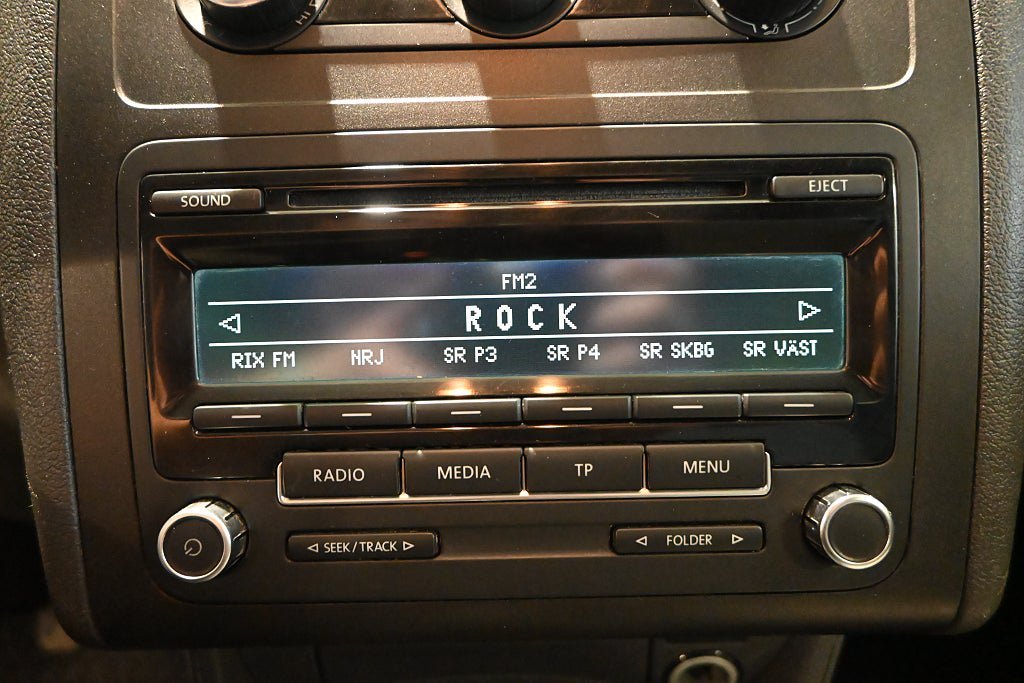 SOUND
EJECT
FM2
ROCK
RIX FM NRJ SR P3 SR P4 SR SKBG SR VÄST
RADIO MEDIA TP MENU
SEEK/TRACK
FOLDER